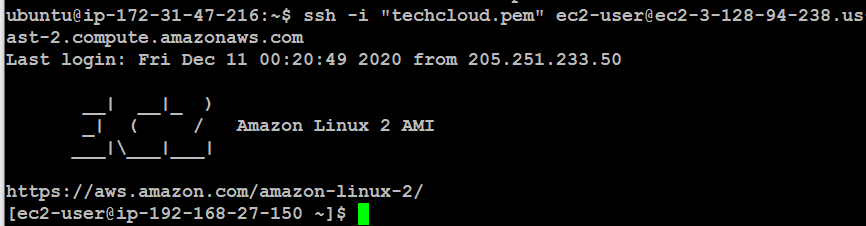 ubuntu@ip-172-31-47-216:~$ ssh -i "techcloud.pem" ec2-user@ec2-3-128-94-238.us
ast-2.compute.amazonaws.com
Last login: Fri Dec 11 00:20:49 2020 from 205.251.233.50
       __|  __|_  )
       _|  (     /   Amazon Linux 2 AMI
      ___|\___|___|
https://aws.amazon.com/amazon-linux-2/
[ec2-user@ip-192-168-27-150 ~]$